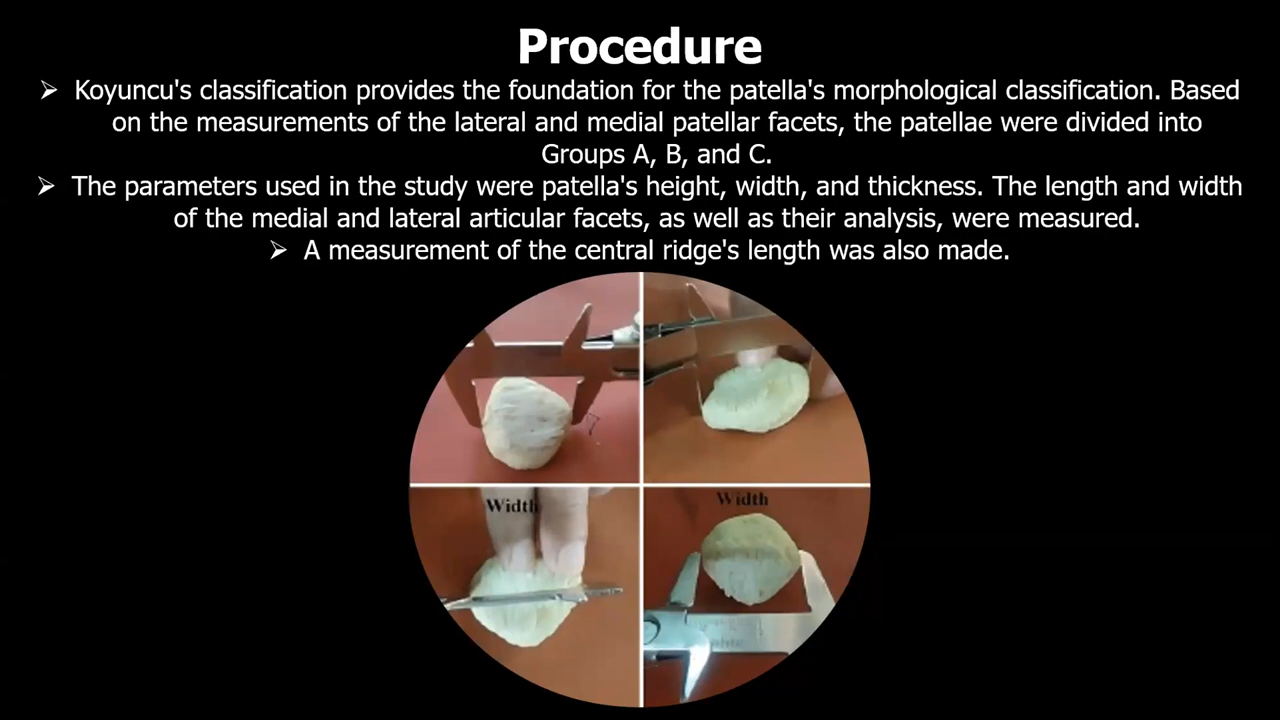 Procedure
➢ Koyuncu's classification provides the foundation for the patella's morphological classification. Based
on the measurements of the lateral and medial patellar facets, the patellae were divided into
Groups A, B, and C.
➢ The parameters used in the study were patella's height, width, and thickness. The length and width
of the medial and lateral articular facets, as well as their analysis, were measured.
➢ A measurement of the central ridge's length was also made.
Width
Width